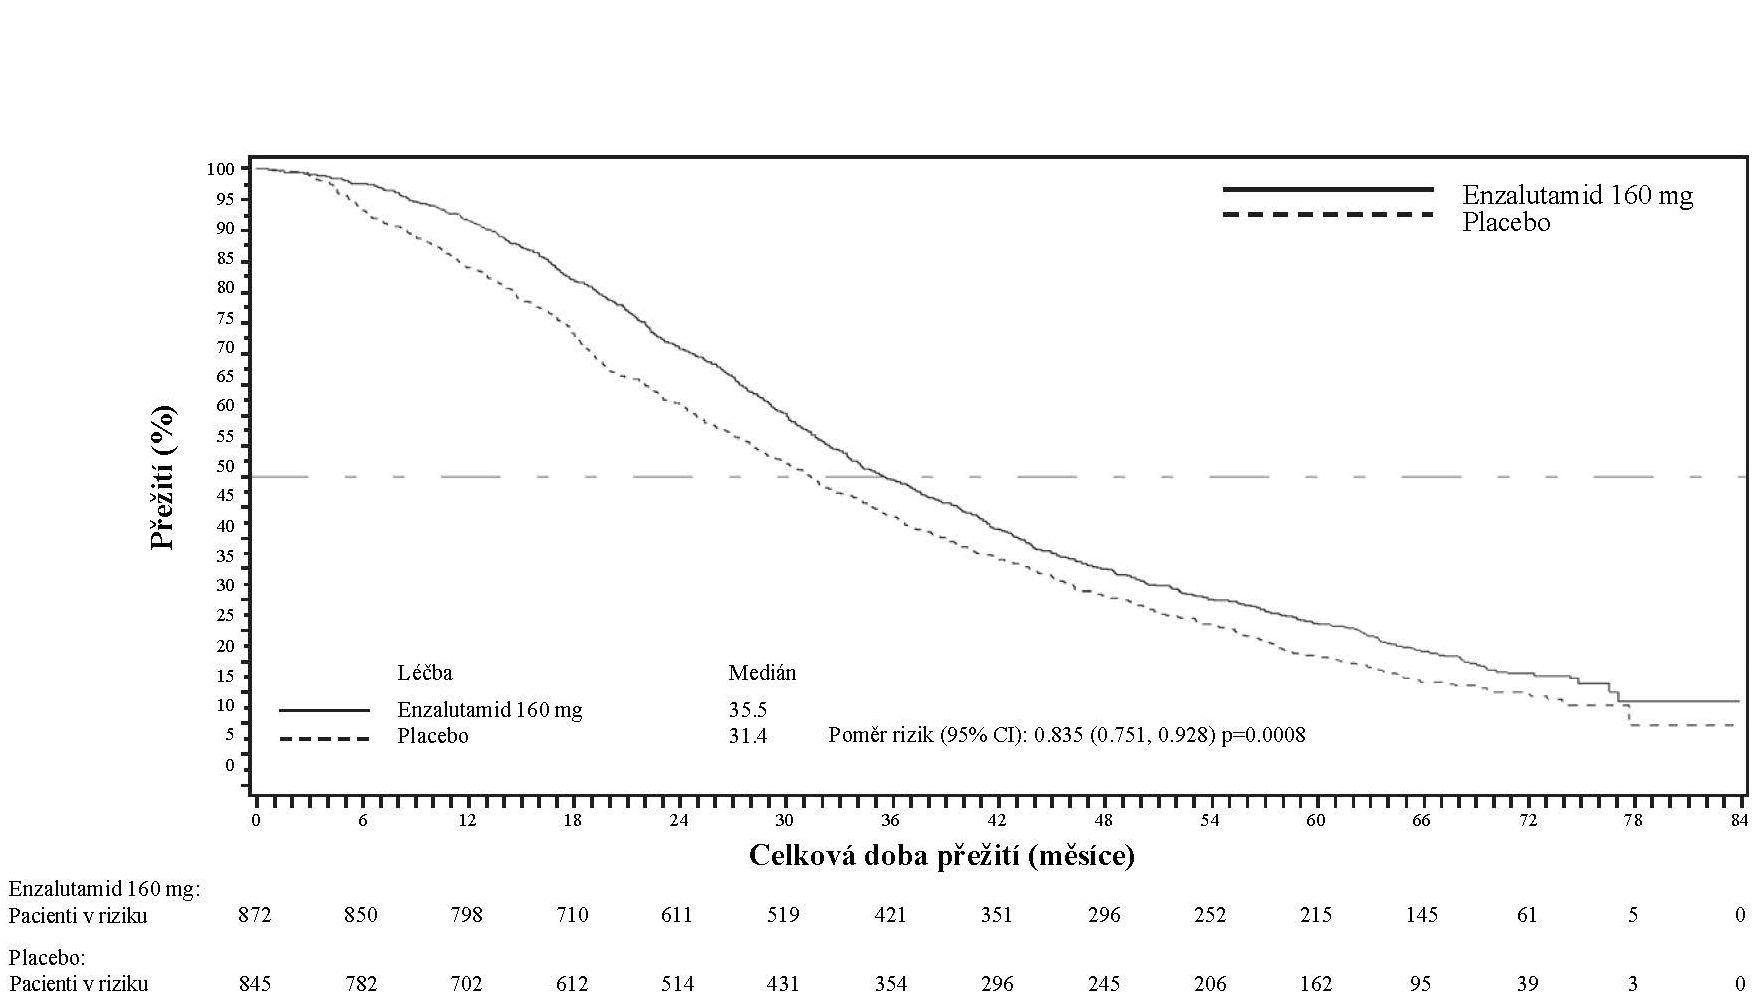 100
95
90
85
80
75
70
65
60
55
50
45
40
35
30
25
20
15
10
5
0
Přežití (%)
Enzalutamid 160 mg
Placebo
Léčba Medián
Enzalutamid 160 mg 35.5
Placebo 31.4 Poměr rizik (95% CI): 0.835 (0.751, 0.928) p=0.0008
0 6 12 18 24 30 36 42 48 54 60 66 72 78 84
Celková doba přežití (měsíce)
Enzalutamid 160 mg:
Pacienti v riziku 872 850 798 710 611 519 421 351 296 252 215 145 61 5 0
Placebo:
Pacienti v riziku 845 782 702 612 514 431 354 296 245 206 162 95 39 3 0